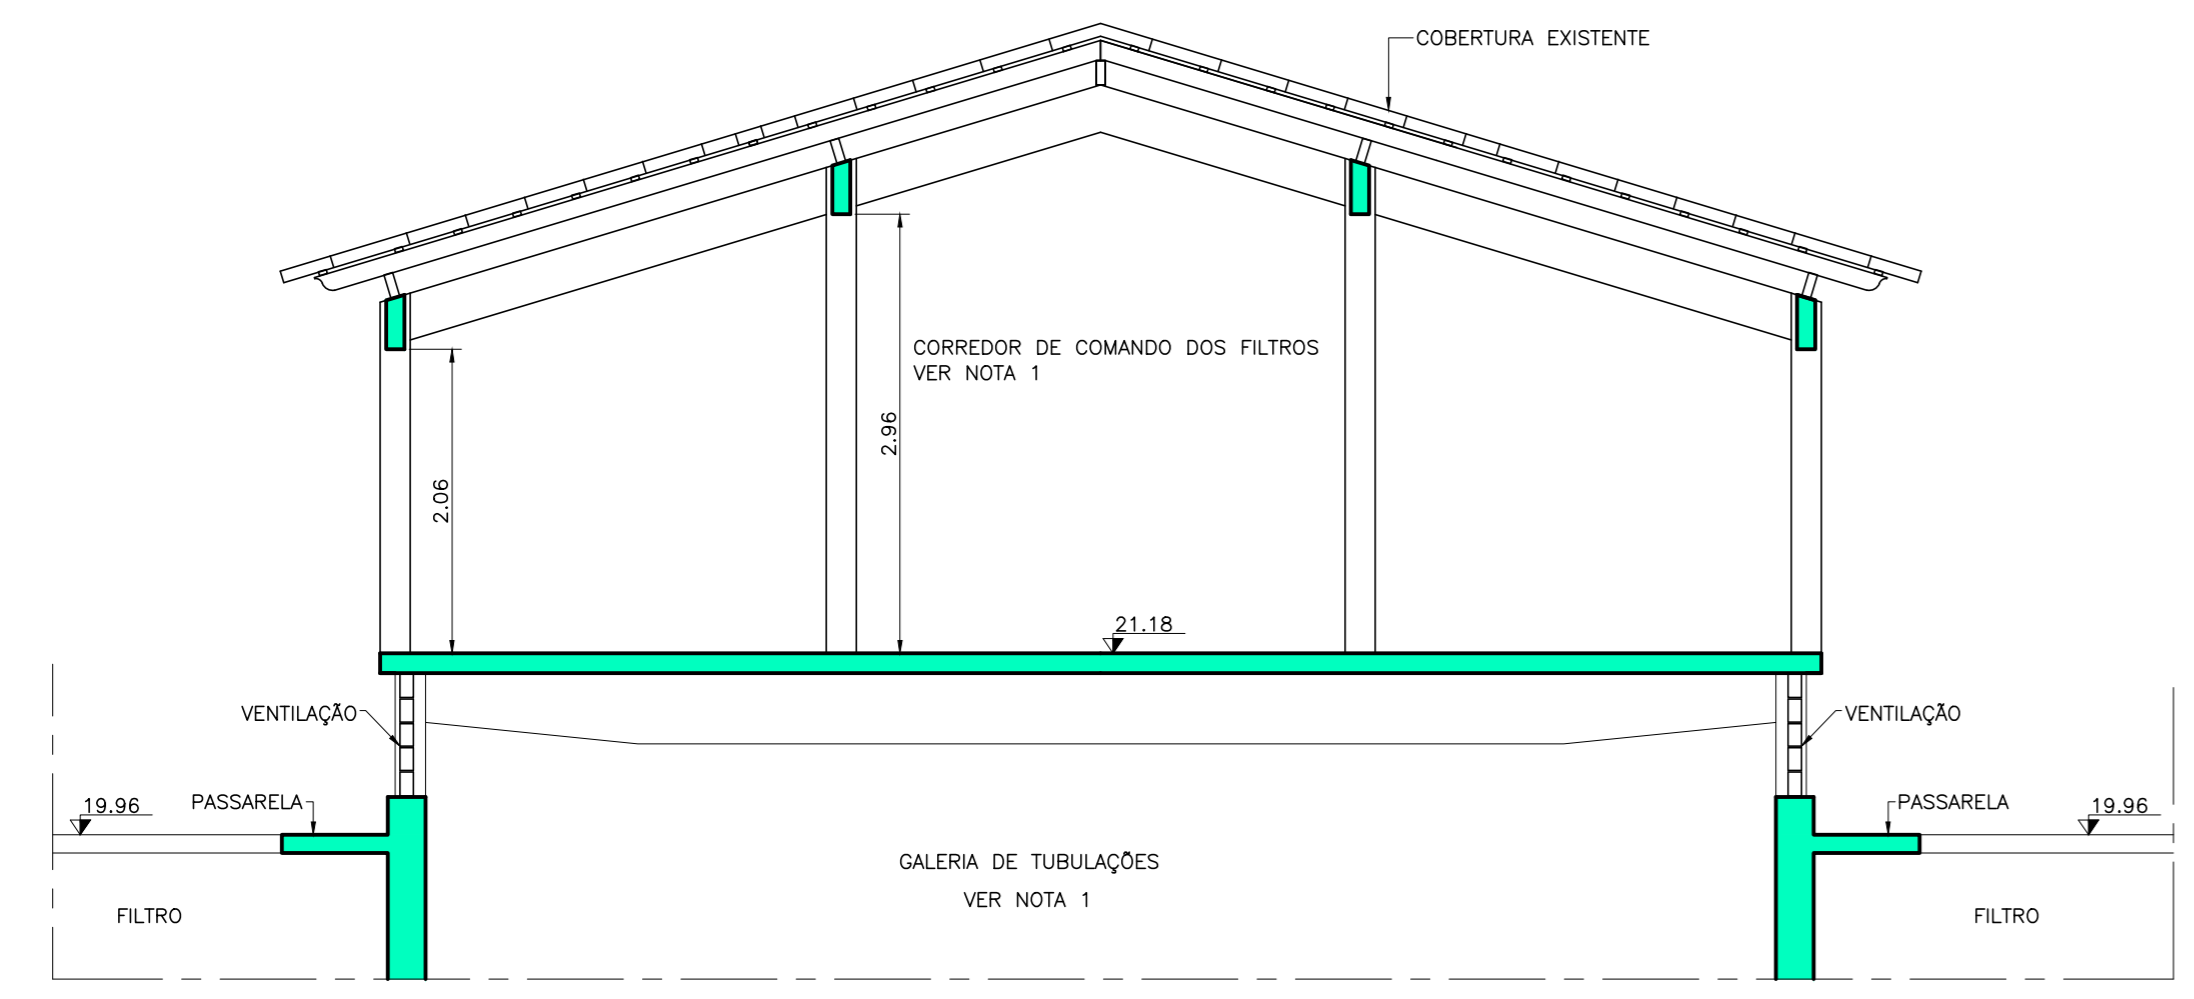 COBERTURA EXISTENTE
CORREDOR DE COMANDO DOS FILTROS
VER NOTA 1
2.96
2.06
21.18
VENTILAÇÃO
VENTILAÇÃO
19.96
PASSARELA
PASSARELA
19.96
GALERIA DE TUBULAÇÕES
VER NOTA 1
FILTRO
FILTRO